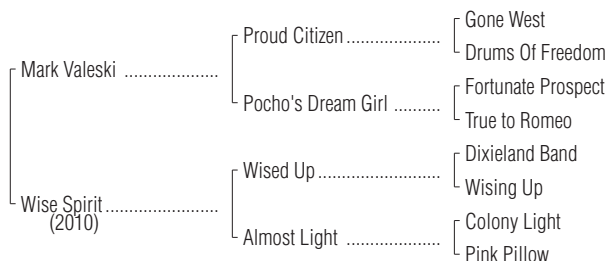 Gone West
Proud Citizen ....................
Drums Of Freedom
Mark Valeski ....................
Fortunate Prospect
Pocho's Dream Girl ..........
True to Romeo
Dixieland Band
Wised Up ..........................
Wising Up
Wise Spirit ........................
(2010)
Colony Light
Almost Light ....................
Pink Pillow